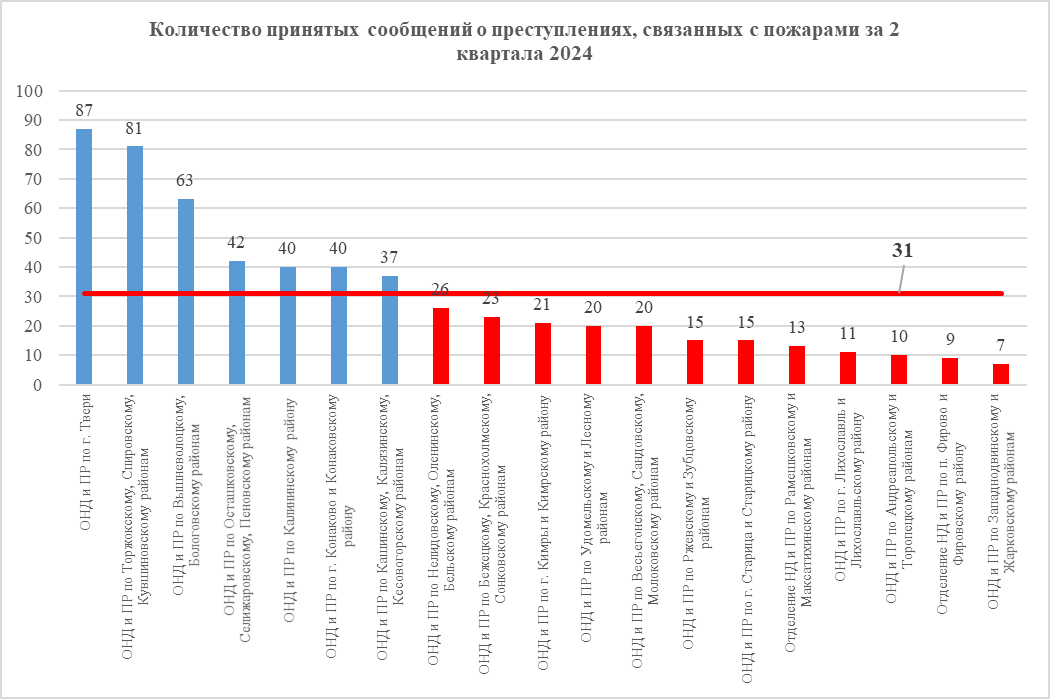 Количество принятых сообщений о преступлениях, связанных с пожарами за 2
квартала 2024
100
90
80
70
60
50
40
30
20
10
0
87
81
63
42
40
40
37
26
23
21
20
20
15
15
13
11
10
9
7
31
ОНД и ПР по г. Твери
ОНД и ПР по Торжокскому, Спировскому,
Кувшиновскому районам
ОНД и ПР по Вышневолоцкому,
Бологовскому районам
ОНД и ПР по Осташковскому,
Селижаровскому, Пеновскому районам
ОНД и ПР по Калининскому району
ОНД и ПР по г. Конаково и Конаковскому
району
ОНД и ПР по Кашинскому, Калязинскому,
Кесовогорскому районам
ОНД и ПР по Нелидовскому, Оленинскому,
Бельскому районам
ОНД и ПР по Бежецкому, Краснохолмскому,
Сонковскому районам
ОНД и ПР по г. Кимры и Кимрскому району
ОНД и ПР по Удомельскому и Лесному
районам
ОНД и ПР по Весьегонскому, Сандовскому,
Молоковскому районам
ОНД и ПР по Ржевскому и Зубцовскому
районам
ОНД и ПР по г. Старица и Старицкому району
Отделение НД и ПР по Рамешковскому и
Максатихинскому районам
ОНД и ПР по г. Лихославль и
Лихославльскому району
ОНД и ПР по Андреапольскому и
Торопецкому районам
Отделение НД и ПР по п. Фирово и
Фировскому району
ОНД и ПР по Западнодвинскому и
Жарковскому районам